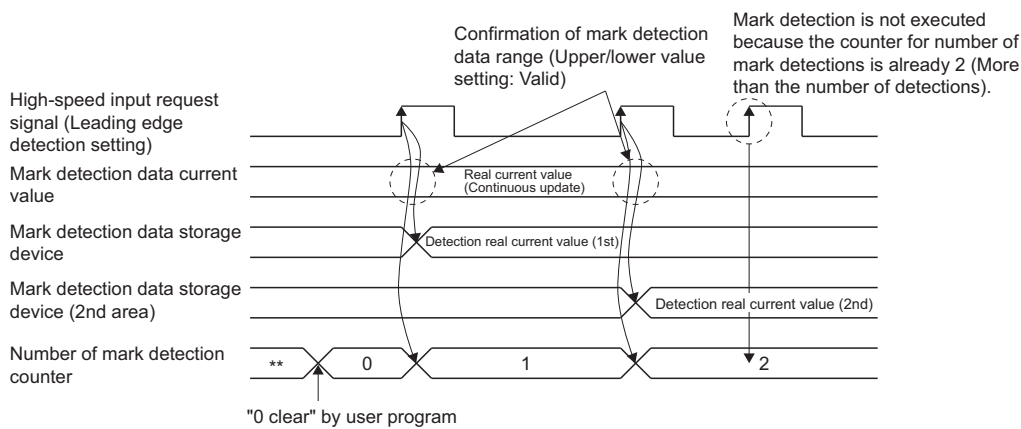 Confirmation of mark detection
data range (Upper/lower value
setting: Valid)
Mark detection is not executed
because the counter for number of
mark detections is already 2 (More
than the number of detections).
High-speed input request
signal (Leading edge
detection setting)
Mark detection data current
value
Real current value
(Continuous update)
Mark detection data storage
device
Detection real current value (1st)
Mark detection data storage
device (2nd area)
Detection real current value (2nd)
Number of mark detection
counter
**
0
1
2
"0 clear" by user program